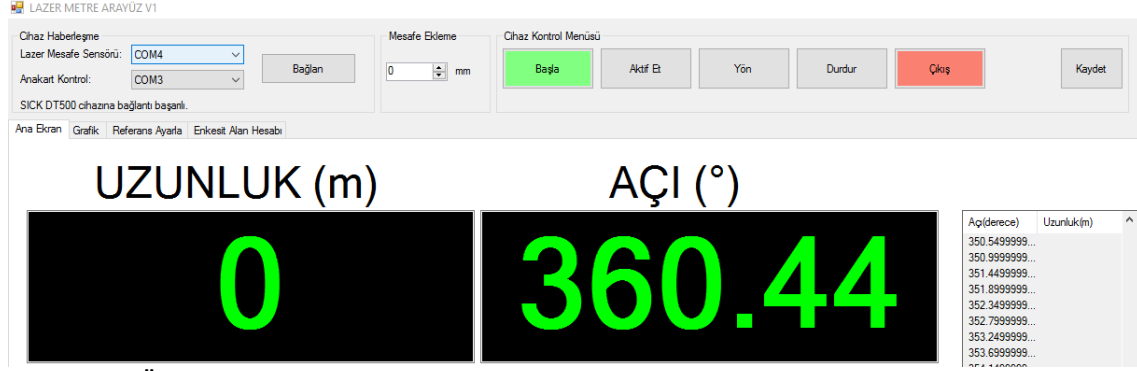 LAZER METRE ARAYÜZ V1
Cihaz Haberleşme
Lazer Mesafe Sensörü: COM4
Anakart Kontrol: COM3
Bağlan
SICK DT500 cihazına bağlantı başarılı.
Mesafe Ekleme
0 mm
Cihaz Kontrol Menüsü
Başla Aktif Et Yön Durdur Çıkış Kaydet
Ana Ekran Grafik Referans Ayarla Enkesit Alan Hesabı
UZUNLUK (m) AÇI (°)
0 360.44
Açı(derece) Uzunluk(m)
350.5499999...
350.9999999...
351.4499999...
351.8999999...
352.3499999...
352.7999999...
353.2499999...
353.6999999...